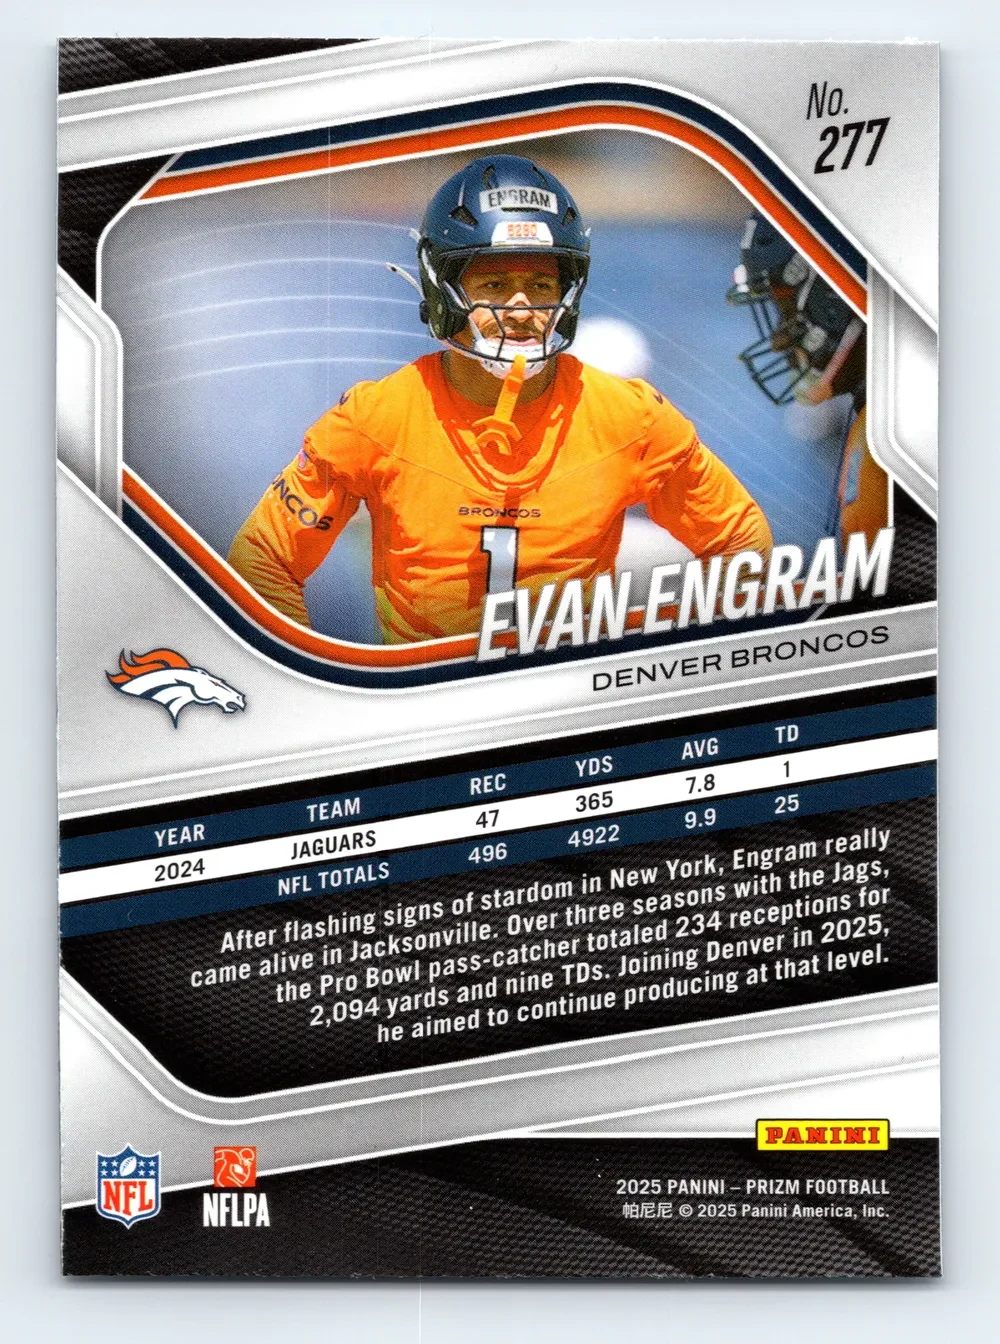 No.
277
ENGRAM
8280
BRONCOS
BRONCOS
1
EVAN ENGRAM
DENVER BRONCOS
YEAR TEAM REC YDS AVG TD
2024 JAGUARS 47 365 7.8 1
NFL TOTALS 496 4922 9.9 25
After flashing signs of stardom in New York, Engram really
came alive in Jacksonville. Over three seasons with the Jags,
the Pro Bowl pass-catcher totaled 234 receptions for
2,094 yards and nine TDs. Joining Denver in 2025,
he aimed to continue producing at that level.
PANINI
NFL
NFLPA
2025 PANINI – PRIZM FOOTBALL
帕尼尼 © 2025 Panini America, Inc.